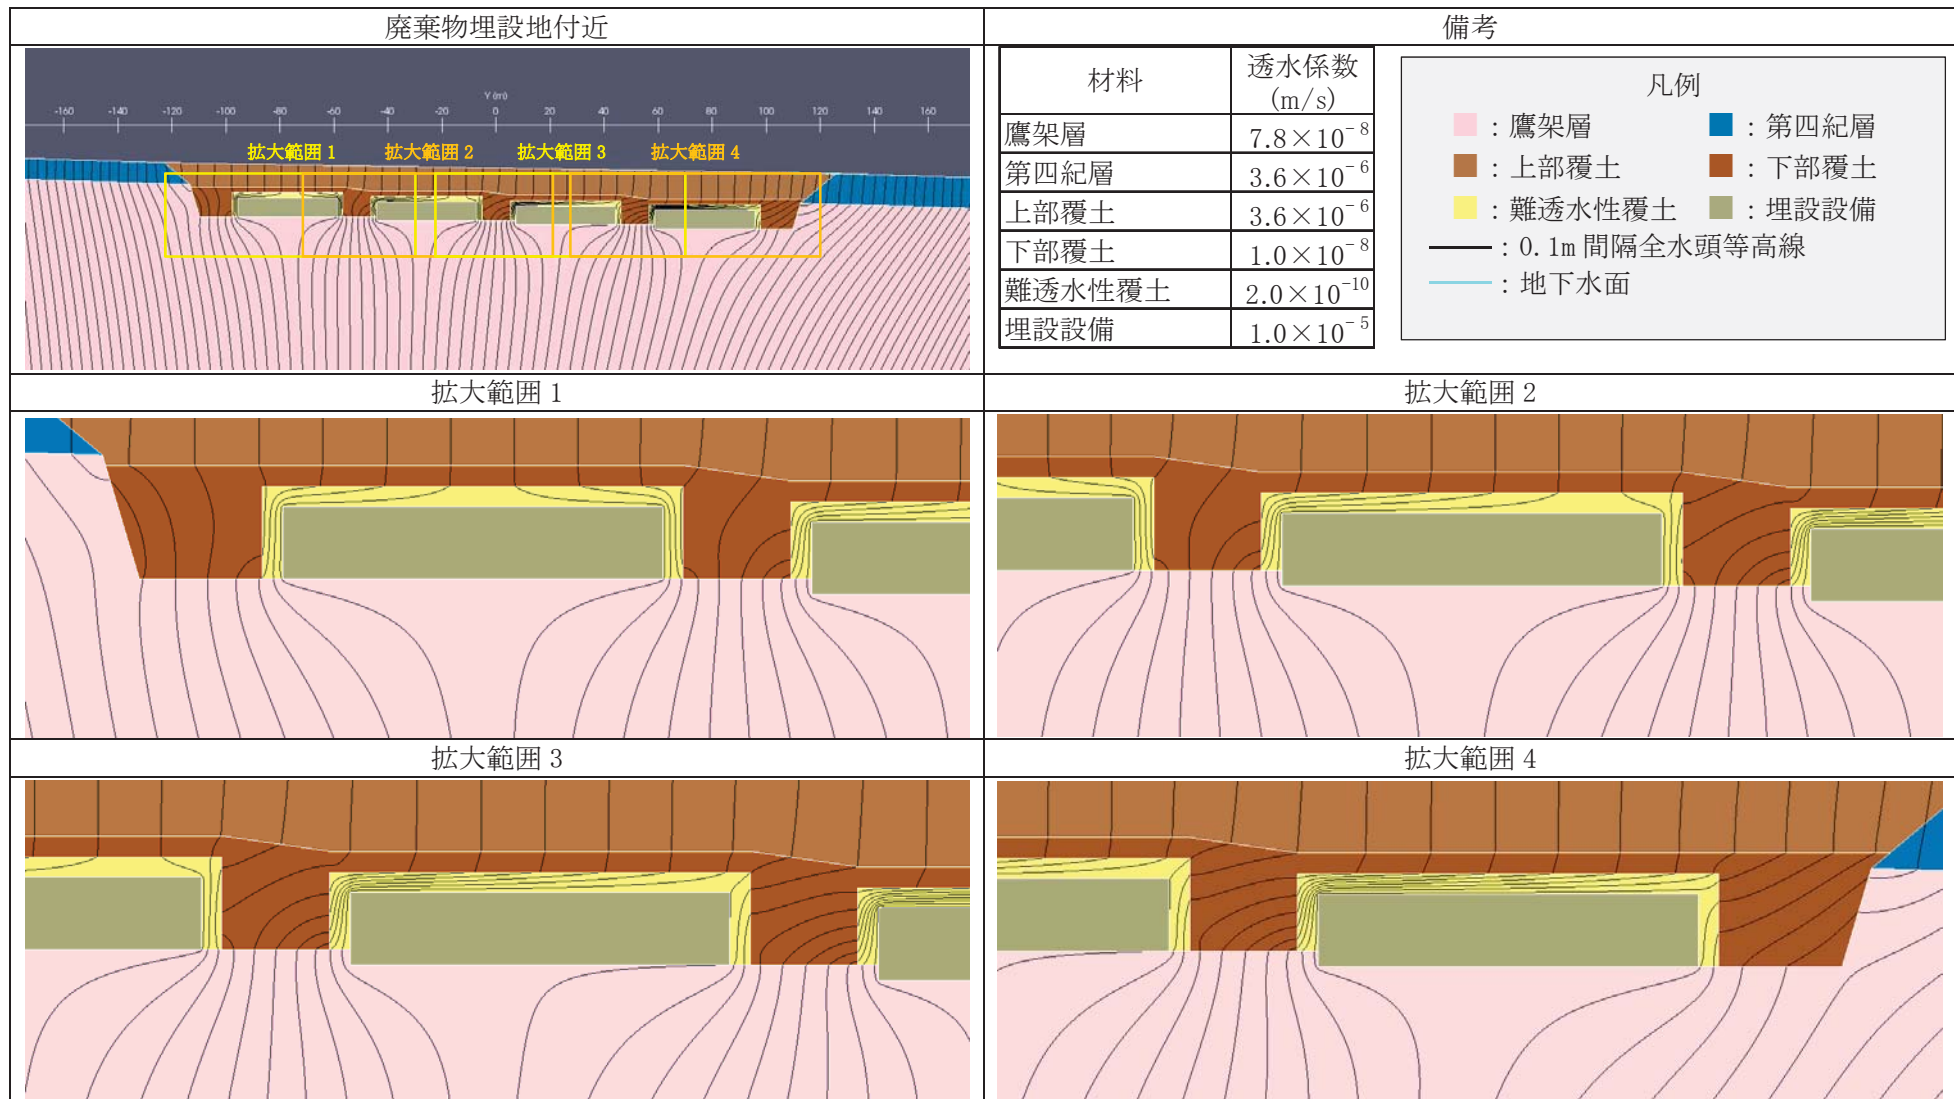 廃棄物埋設地付近
備考
Y (m)
-160 -140 -120 -100 -80 -60 -40 -20 0 20 40 60 80 100 120 140 160
拡大範囲 1 拡大範囲 2 拡大範囲 3 拡大範囲 4
材料 透水係数 (m/s)
鷹架層 7.8×10⁻⁸
第四紀層 3.6×10⁻⁶
上部覆土 3.6×10⁻⁶
下部覆土 1.0×10⁻⁸
難透水性覆土 2.0×10⁻¹⁰
埋設設備 1.0×10⁻⁵
凡例
：鷹架層 ：第四紀層
：上部覆土 ：下部覆土
：難透水性覆土 ：埋設設備
：0.1m 間隔全水頭等高線
：地下水面
拡大範囲 1
拡大範囲 2
拡大範囲 3
拡大範囲 4